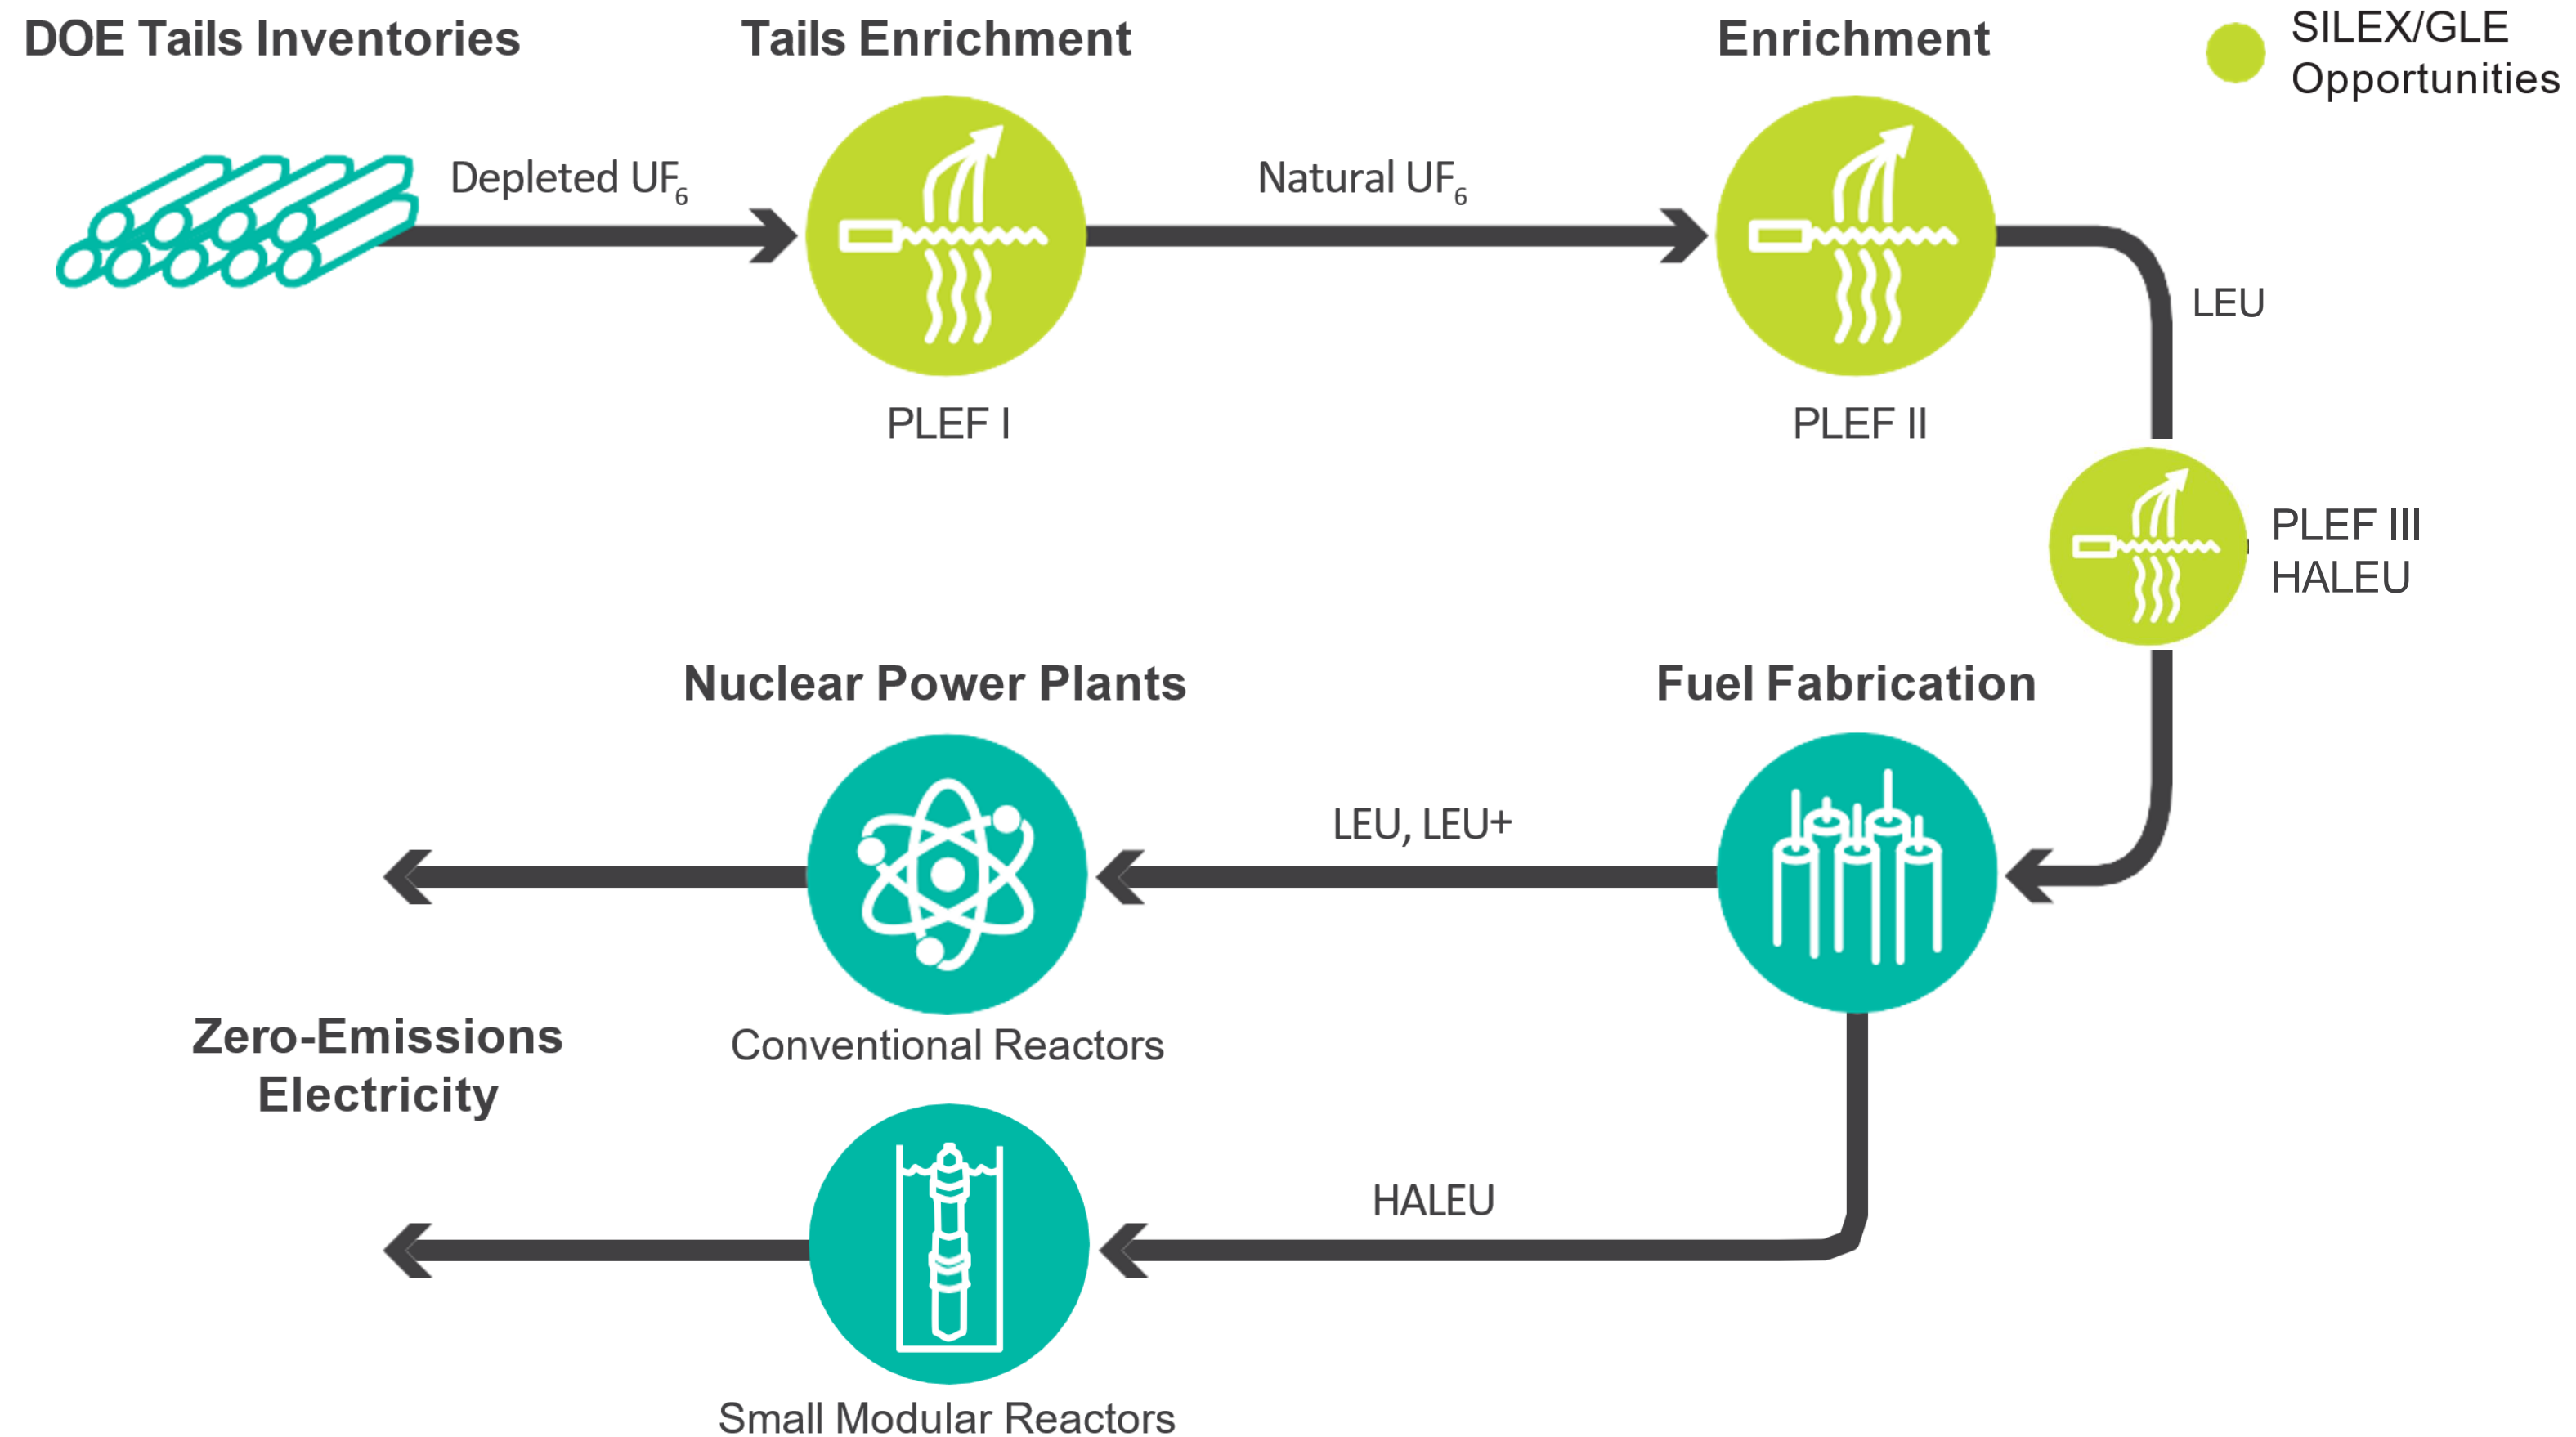 DOE Tails Inventories
Tails Enrichment
Enrichment
SILEX/GLE
Opportunities
Depleted UF₆
Natural UF₆
LEU
PLEF I
PLEF II
PLEF III
HALEU
Nuclear Power Plants
Fuel Fabrication
LEU, LEU+
Conventional Reactors
Zero-Emissions
Electricity
HALEU
Small Modular Reactors